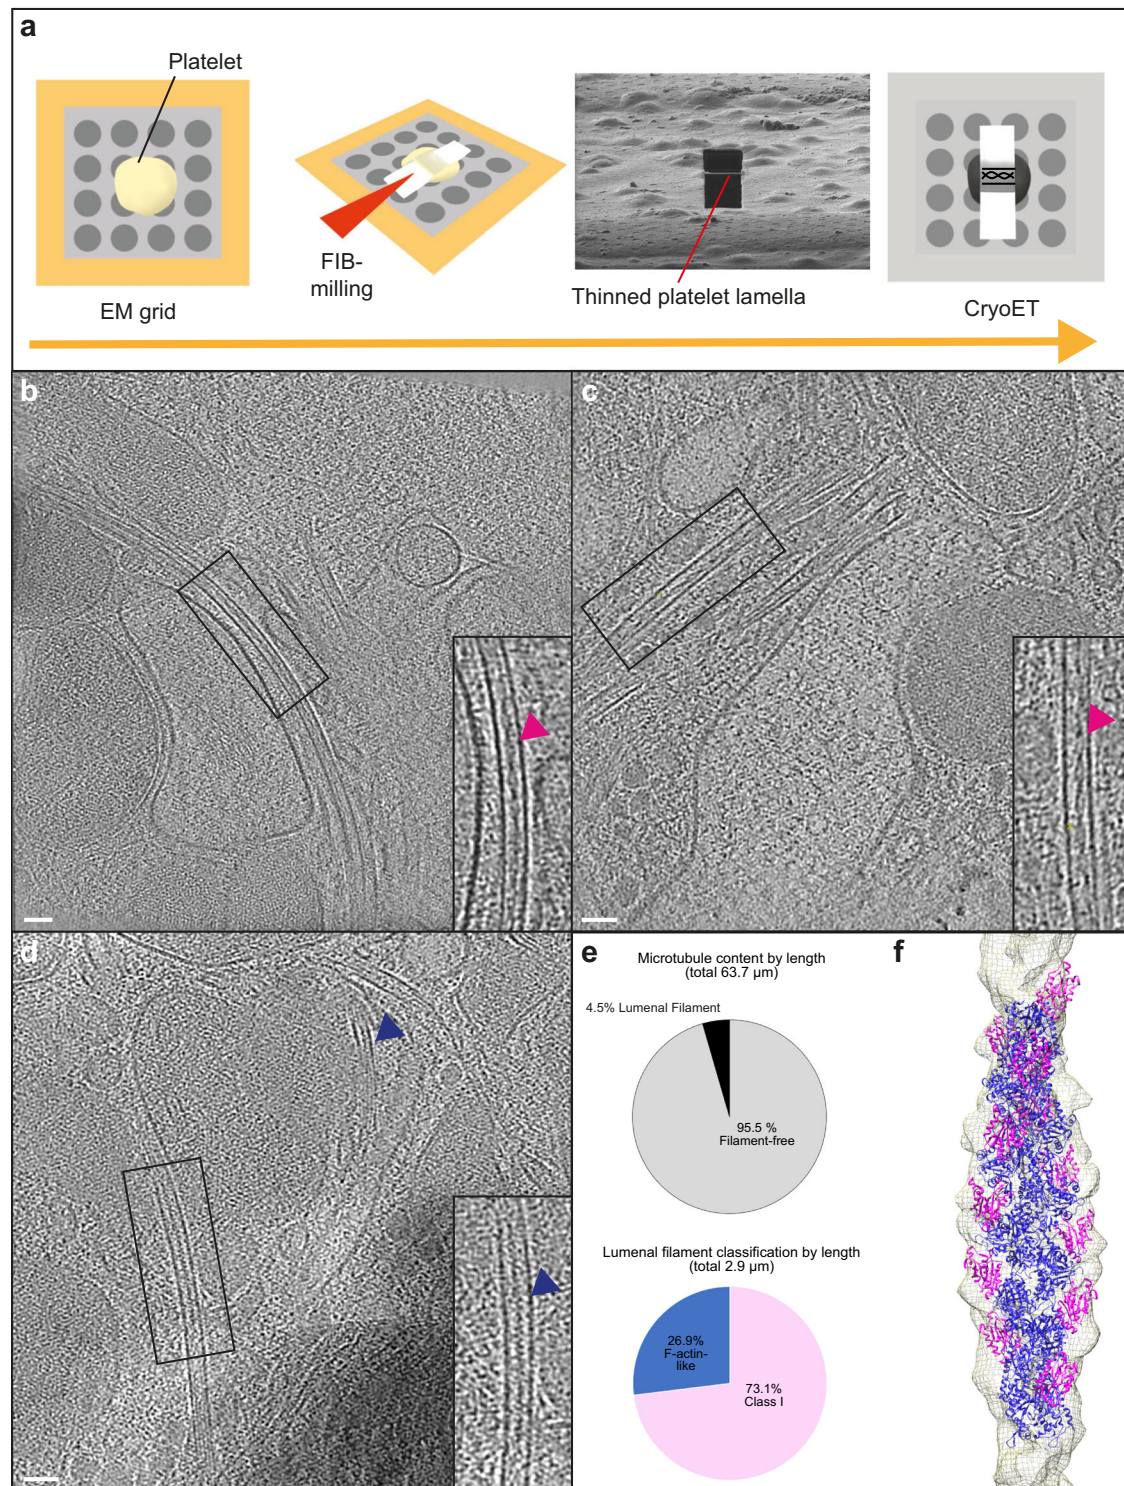 a
Platelet
EM grid
FIB-
milling
Thinned platelet lamella
CryoET
b
c
d
e
Microtubule content by length
(total 63.7 µm)
4.5% Lumenal Filament
95.5 %
Filament-free
Lumenal filament classification by length
(total 2.9 µm)
26.9%
F-actin-
like
73.1%
Class I
f